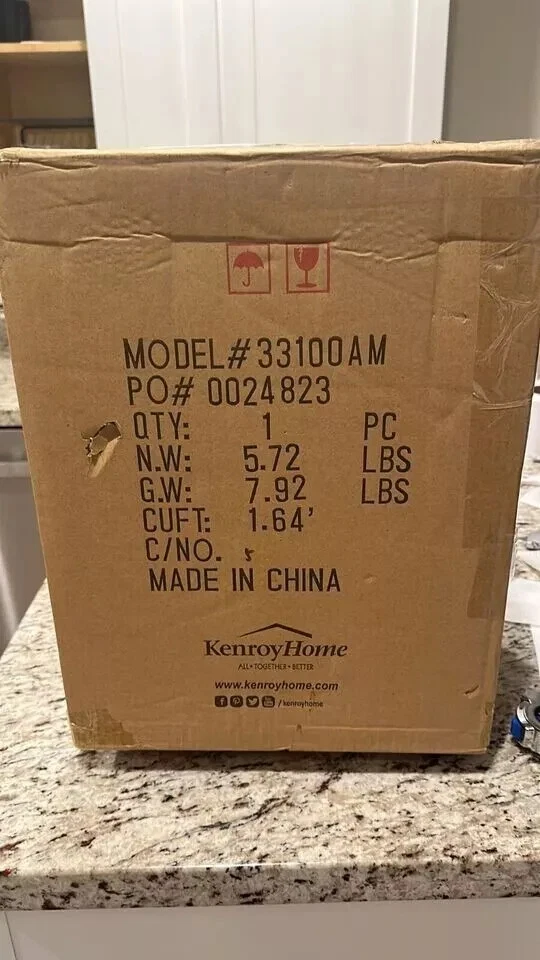 MODEL#33100AM
PO# 0024823
QTY: 1 PC
N.W: 5.72 LBS
G.W: 7.92 LBS
CUFT: 1.64'
C/NO.
MADE IN CHINA
KenroyHome
ALL•TOGETHER•BETTER
www.kenroyhome.com
/kenroyhome